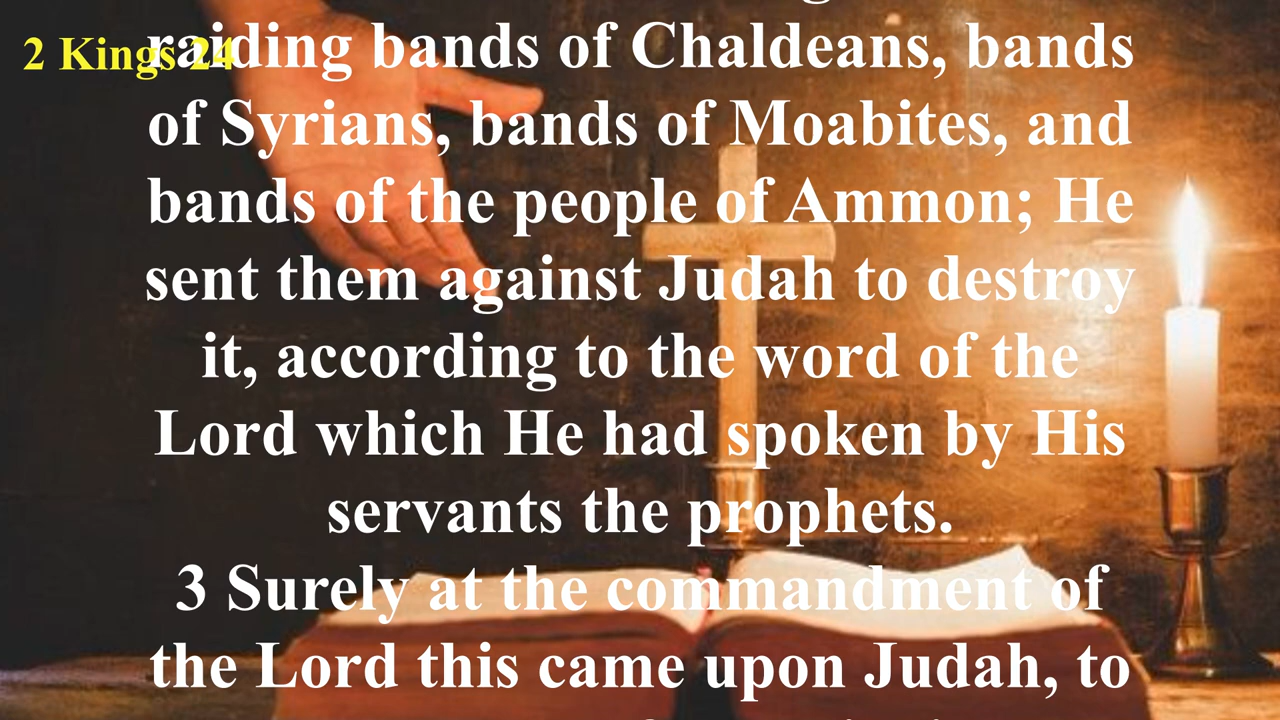 2 Kings 24
raiding bands of Chaldeans, bands
of Syrians, bands of Moabites, and
bands of the people of Ammon; He
sent them against Judah to destroy
it, according to the word of the
Lord which He had spoken by His
servants the prophets.
3 Surely at the commandment of
the Lord this came upon Judah, to